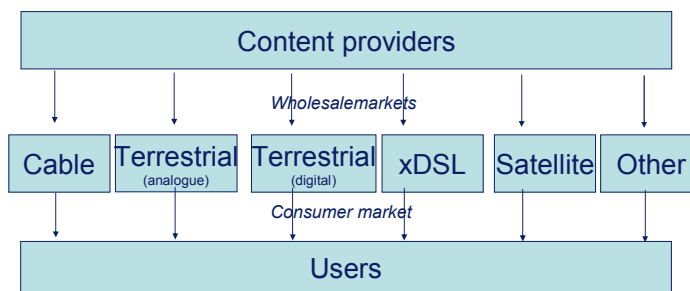 Content providers
Wholesalemarkets
Cable
Terrestrial
(analogue)
Terrestrial
(digital)
xDSL
Satellite
Other
Consumer market
Users